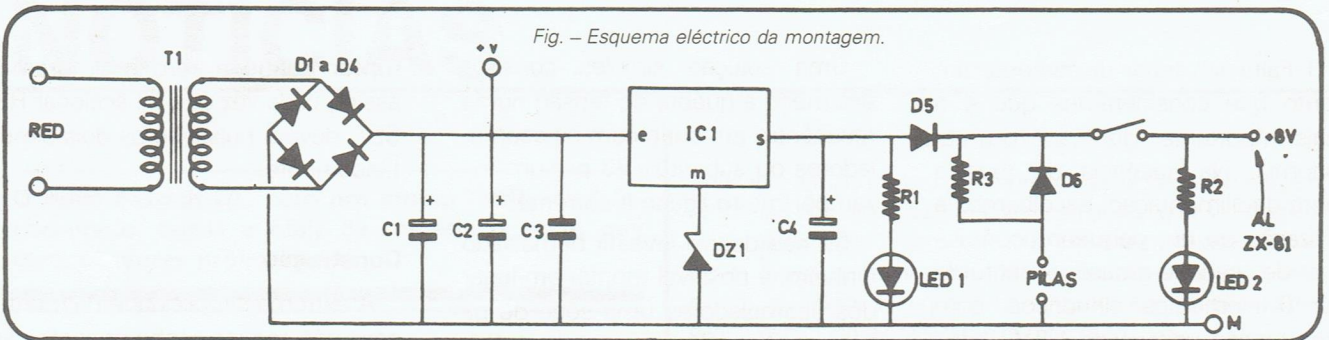 Fig. – Esquema eléctrico da montagem.
T1
D1 a D4
+v
RED
e
IC1
s
m
D5
R1
R3
D6
R2
+8V
C1
+
C2
+
C3
DZ1
C4
+
AL
ZX-81
LED 1
PILAS
LED 2
M